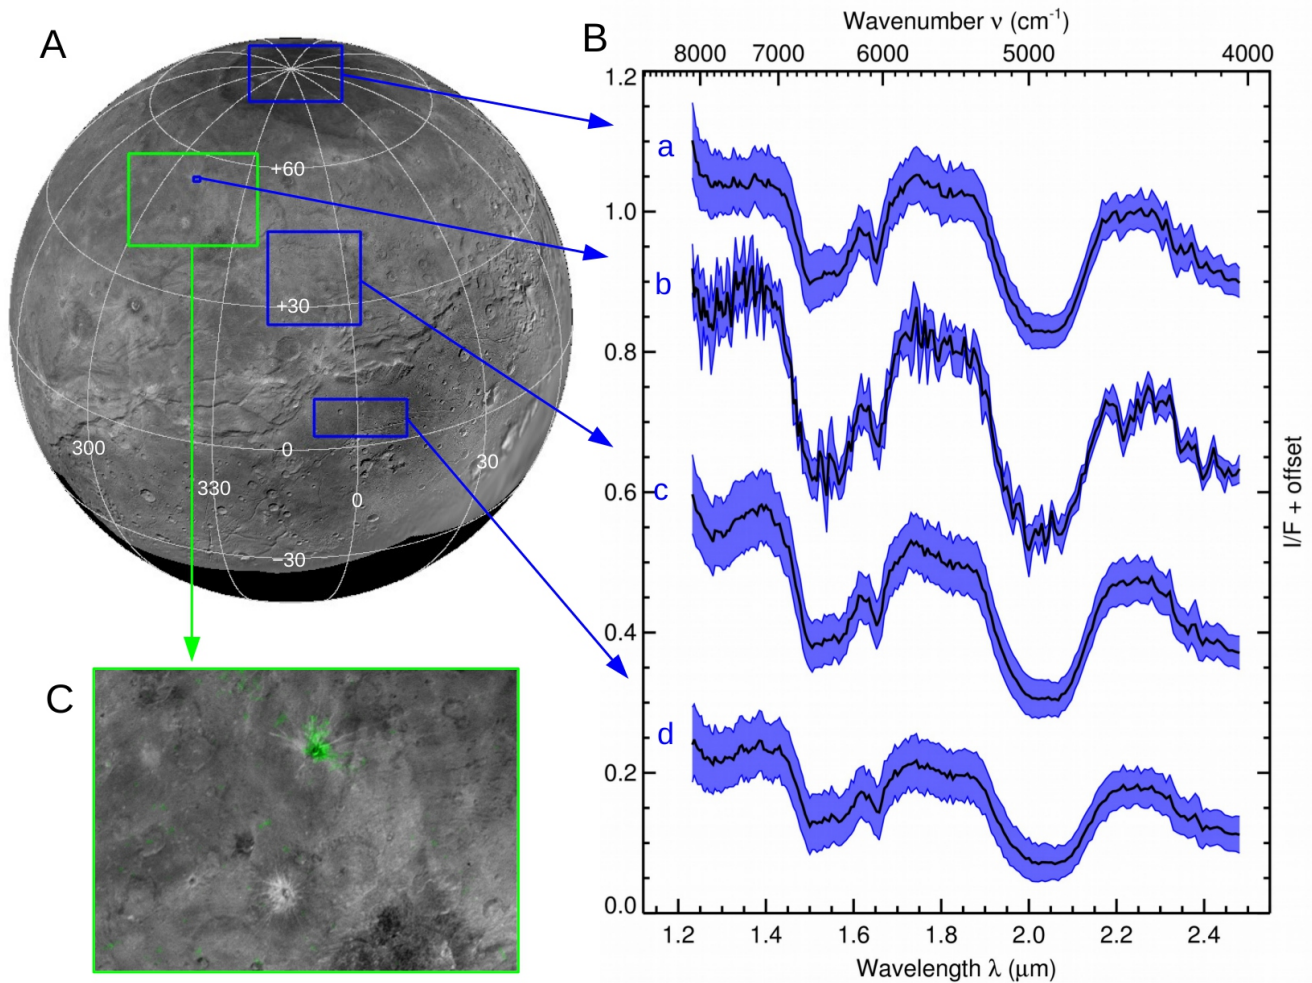 A
+60
+30
300
0
30
330
0
−30
B
Wavenumber ν (cm⁻¹)
8000 7000 6000 5000 4000
1.2
a
1.0
b
0.8
c
0.6
0.4
d
0.2
0.0
1.2 1.4 1.6 1.8 2.0 2.2 2.4
Wavelength λ (μm)
I/F + offset
C